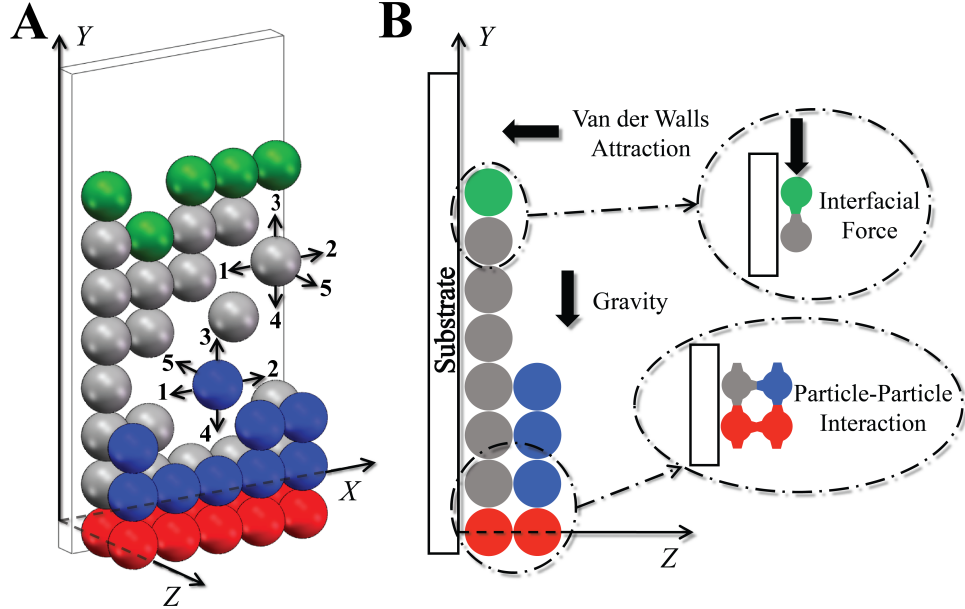 A
Y
3
2
1
5
4
3
5
2
1
4
X
Z
B
Y
Van der Walls
Attraction
Interfacial
Force
Gravity
Substrate
Particle-Particle
Interaction
Z